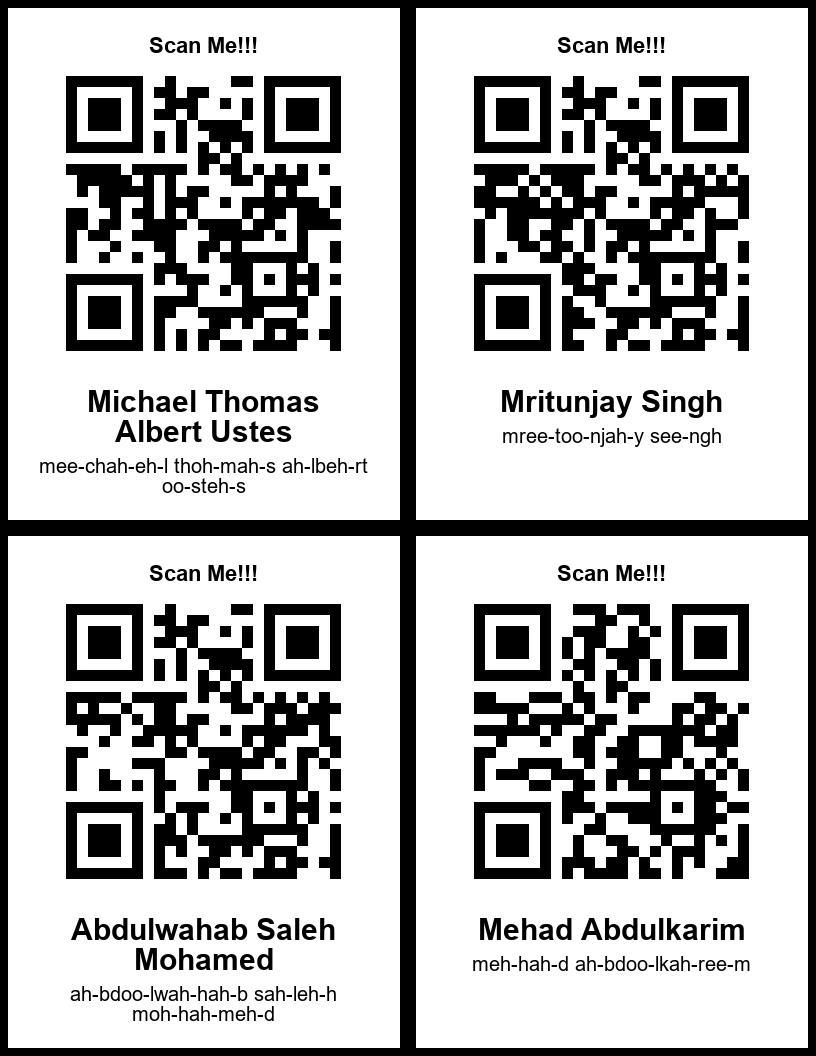 Scan Me!!!
Michael Thomas
Albert Ustes
mee-chah-eh-l thoh-mah-s ah-lbeh-rt
oo-steh-s
Scan Me!!!
Mritunjay Singh
mree-too-njah-y see-ngh
Scan Me!!!
Abdulwahab Saleh
Mohamed
ah-bdoo-lwah-hah-b sah-leh-h
moh-hah-meh-d
Scan Me!!!
Mehad Abdulkarim
meh-hah-d ah-bdoo-lkah-ree-m